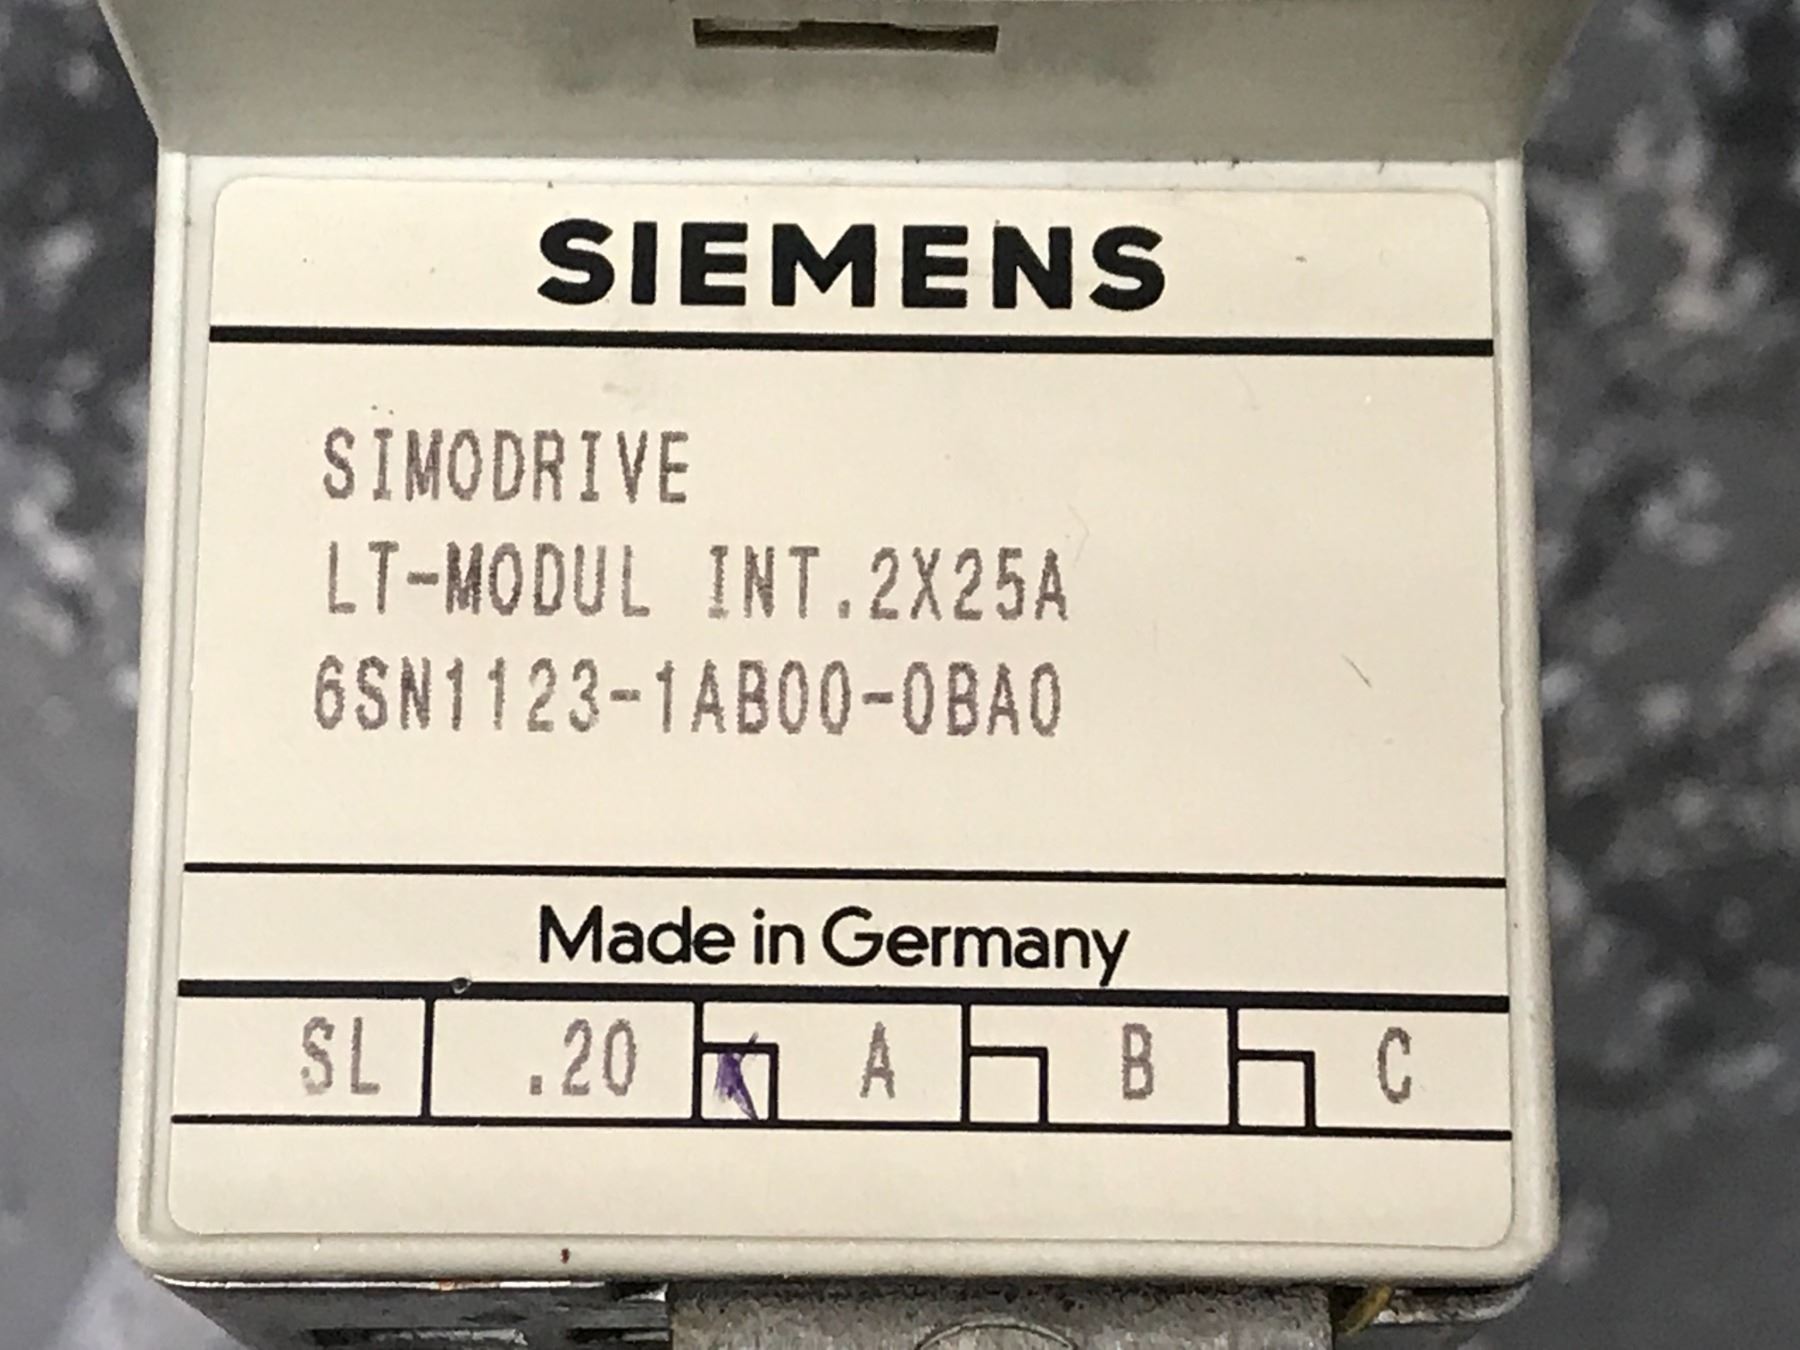 SIEMENS
SIMODRIVE
LT-MODUL INT.2X25A
6SN1123-1AB00-0BA0
Made in Germany
SL .20 A B C